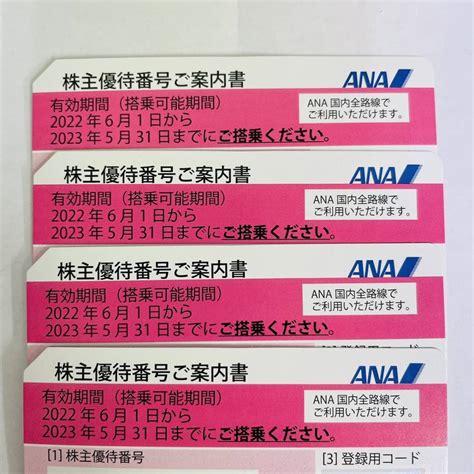 株主優待番号ご案内書 ANA
有効期間（搭乗可能期間）
2022年6月1日から
2023年5月31日までにご搭乗ください。
ANA国内全路線で
ご利用いただけます。
株主優待番号ご案内書 ANA
有効期間（搭乗可能期間）
2022年6月1日から
2023年5月31日までにご搭乗ください。
ANA国内全路線で
ご利用いただけます。
株主優待番号ご案内書 ANA
有効期間（搭乗可能期間）
2022年6月1日から
2023年5月31日までにご搭乗ください。
ANA国内全路線で
ご利用いただけます。
株主優待番号ご案内書 ANA
有効期間（搭乗可能期間）
2022年6月1日から
2023年5月31日までにご搭乗ください。
ANA国内全路線で
ご利用いただけます。
[1] 株主優待番号
[3] 登録用コード